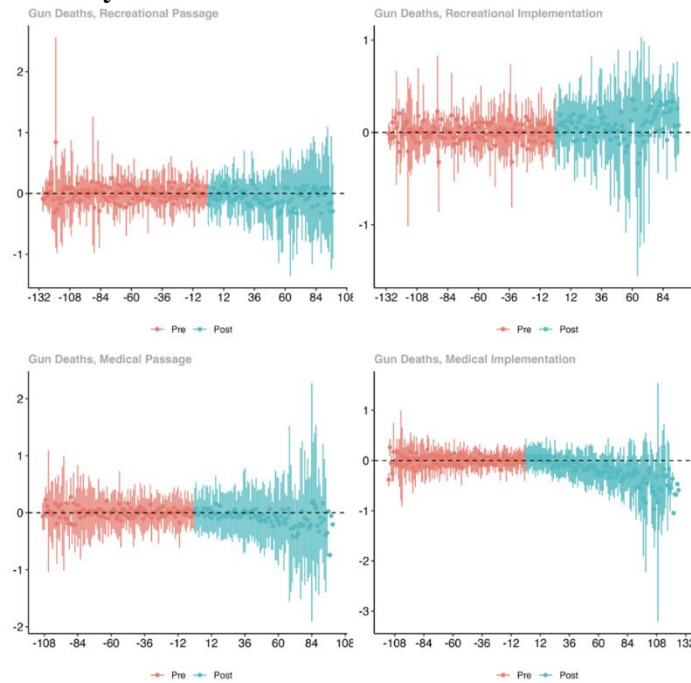 Gun Deaths, Recreational Passage
2
1
0
-1
-132 -108 -84 -60 -36 -12 12 36 60 84 108
Pre Post
Gun Deaths, Recreational Implementation
1
0
-1
-132 -108 -84 -60 -36 -12 12 36 60 84
Pre Post
Gun Deaths, Medical Passage
2
1
0
-1
-2
-108 -84 -60 -36 -12 12 36 60 84 108
Pre Post
Gun Deaths, Medical Implementation
1
0
-1
-2
-3
-108 -84 -60 -36 -12 12 36 60 84 108 132
Pre Post